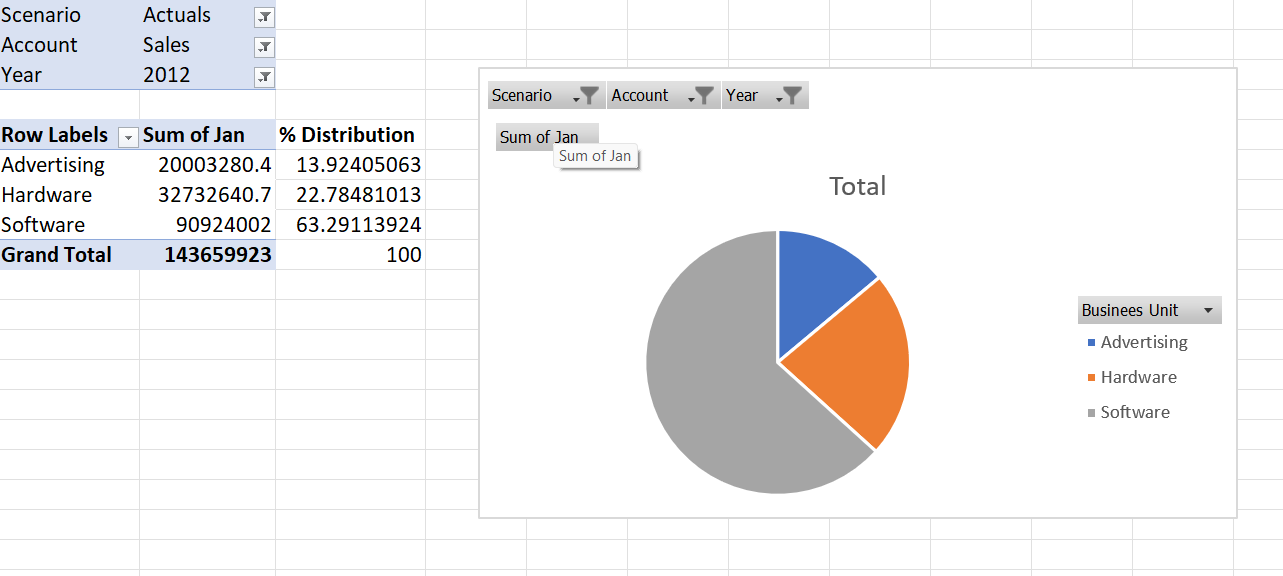 Scenario Actuals
Account Sales
Year 2012
Row Labels Sum of Jan % Distribution
Advertising 20003280.4 13.92405063
Hardware 32732640.7 22.78481013
Software 90924002 63.29113924
Grand Total 143659923 100
Scenario Account Year
Sum of Jan
Sum of Jan
Total
Businees Unit
Advertising
Hardware
Software